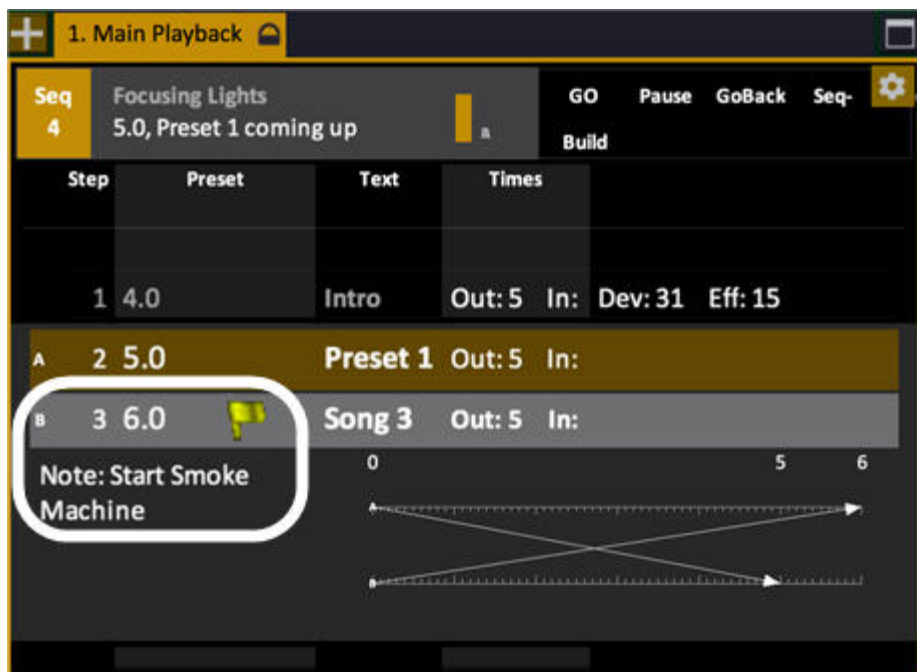 1. Main Playback
Seq 4
Focusing Lights
5.0, Preset 1 coming up
B
GO Pause GoBack Seq-
Build
Step Preset Text Times
1 4.0 Intro Out: 5 In: Dev: 31 Eff: 15
A 2 5.0 Preset 1 Out: 5 In:
B 3 6.0 Song 3 Out: 5 In:
Note: Start Smoke
Machine
0 5 6
A
B